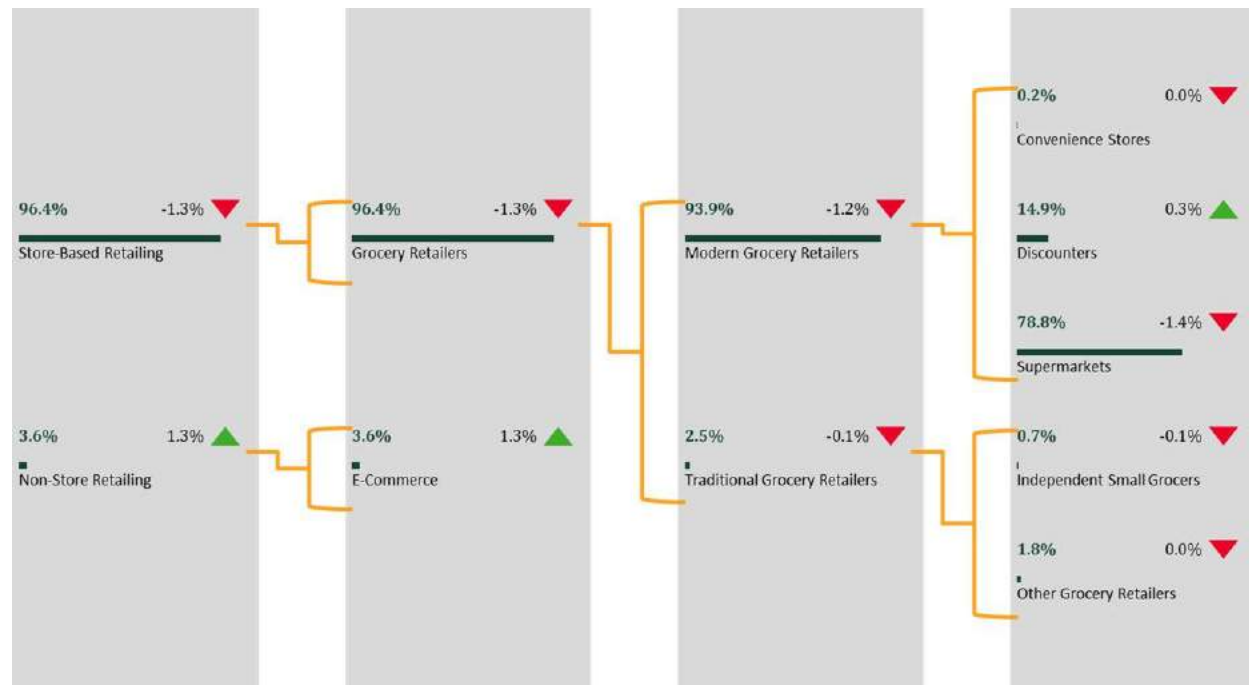 96.4% -1.3%
Store-Based Retailing
3.6% 1.3%
Non-Store Retailing
96.4% -1.3%
Grocery Retailers
3.6% 1.3%
E-Commerce
93.9% -1.2%
Modern Grocery Retailers
2.5% -0.1%
Traditional Grocery Retailers
0.2% 0.0%
Convenience Stores
14.9% 0.3%
Discounters
78.8% -1.4%
Supermarkets
0.7% -0.1%
Independent Small Grocers
1.8% 0.0%
Other Grocery Retailers